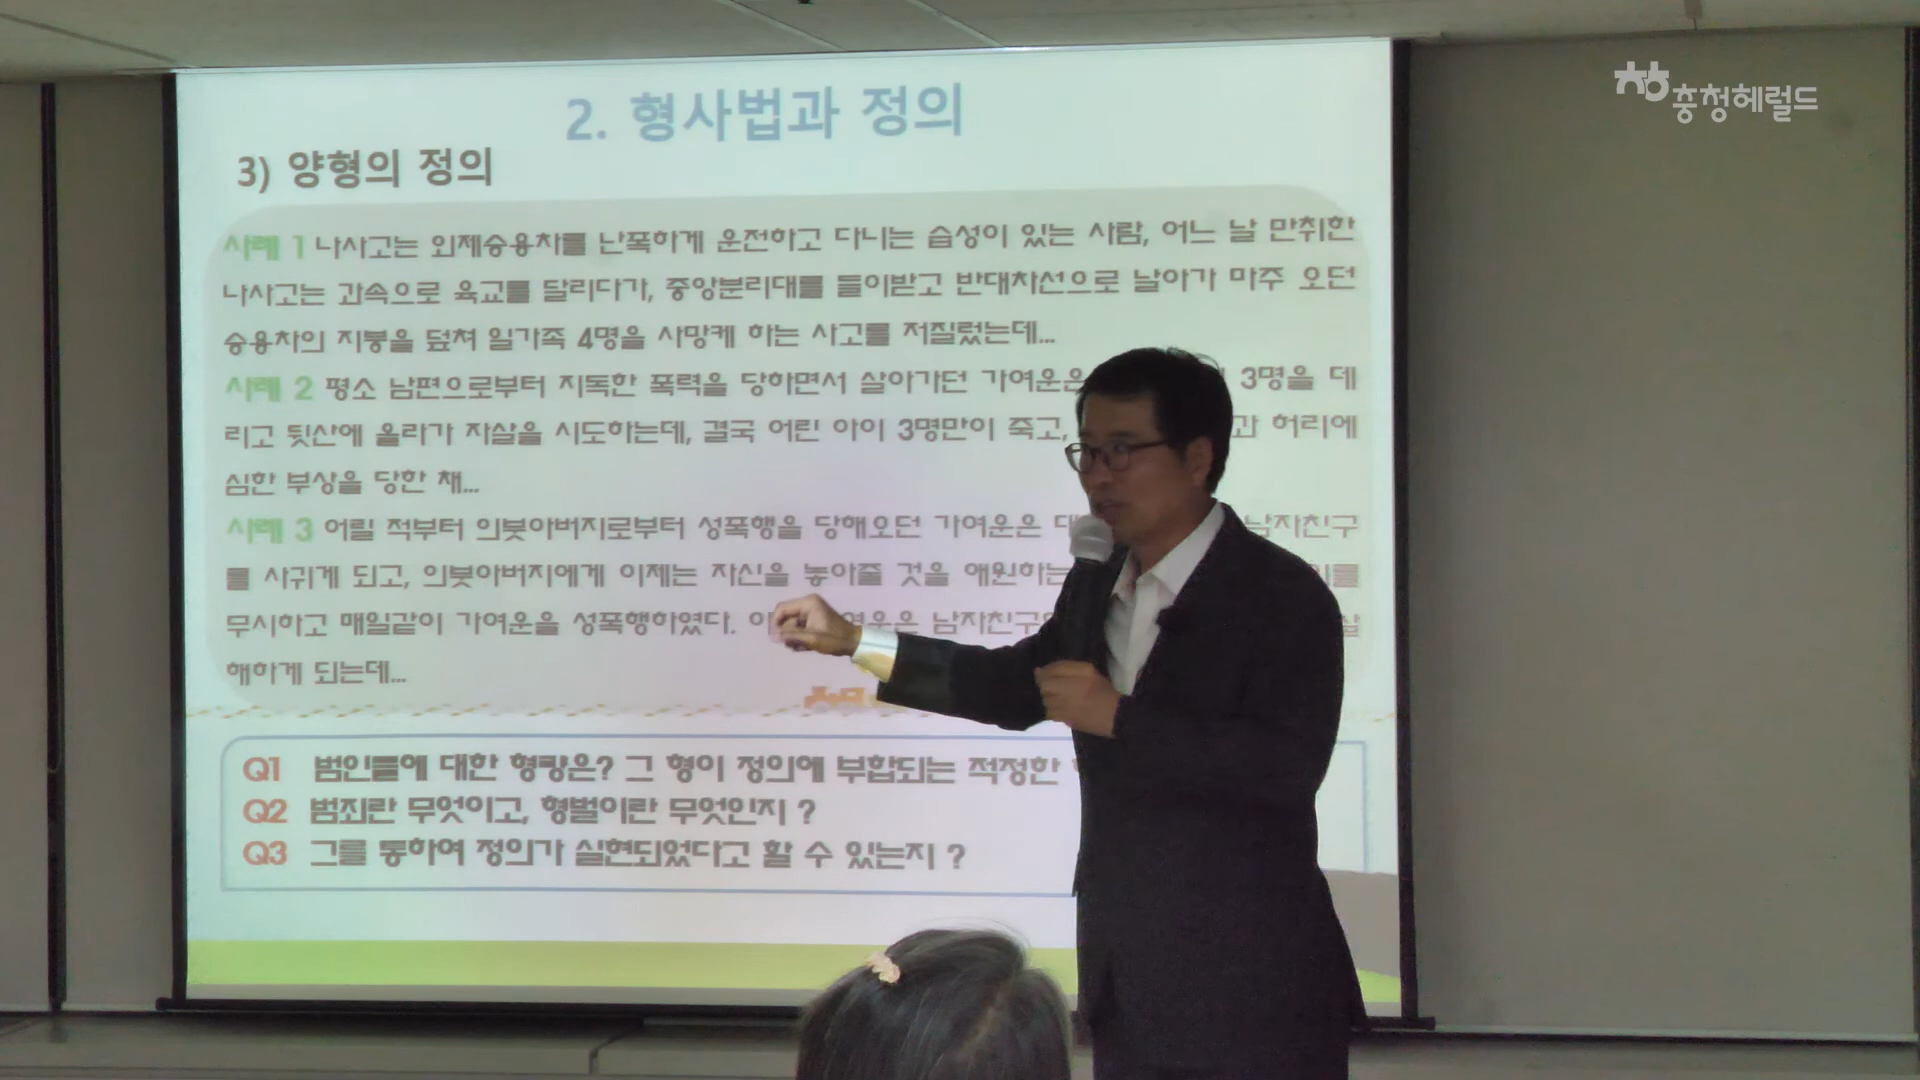 충청헤럴드
2. 형사법과 정의
3) 양형의 정의
사례 1 나사고는 외제승용차를 난폭하게 운전하고 다니는 습성이 있는 사람, 어느 날 만취한
나사고는 과속으로 육교를 달리다가, 중앙분리대를 들이받고 반대차선으로 날아가 마주 오던
승용차의 지붕을 덮쳐 일가족 4명을 사망케 하는 사고를 저질렀는데...
사례 2 평소 남편으로부터 지독한 폭력을 당하면서 살아가던 가여운은 3명을 데
리고 뒷산에 올라가 자살을 시도하는데, 결국 어린 아이 3명만이 죽고, 과 허리에
심한 부상을 당한 채...
사례 3 어릴 적부터 의붓아버지로부터 성폭행을 당해오던 가여운은 대 남자친구
를 사귀게 되고, 의붓아버지에게 이제는 자신을 놓아줄 것을 애원하는 를
무시하고 매일같이 가여운을 성폭행하였다. 여운은 남자친구 살
해하게 되는데...
Q1 범인들에 대한 형량은? 그 형이 정의에 부합되는 적정한
Q2 범죄란 무엇이고, 형벌이란 무엇인지 ?
Q3 그를 통하여 정의가 실현되었다고 할 수 있는지 ?